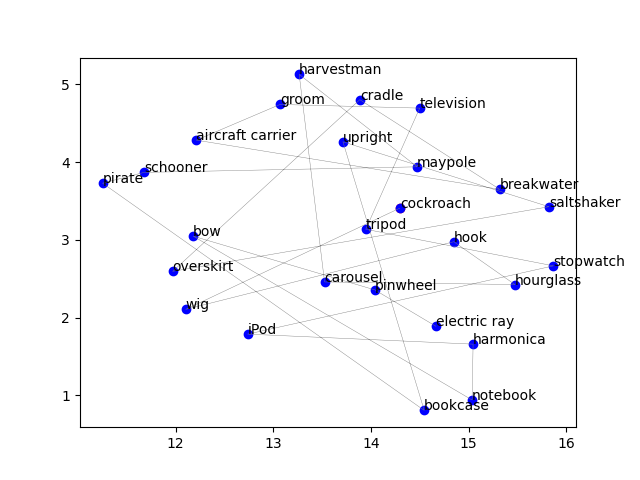 harvestman
5
cradle
groom
television
aircraft carrier
upright
4
maypole
schooner
pirate
breakwater
saltshaker
cockroach
tripod
3
bow
hook
stopwatch
overskirt
carousel
hourglass
pinwheel
wig
2
electric ray
iPod
harmonica
1
notebook
bookcase
12
13
14
15
16